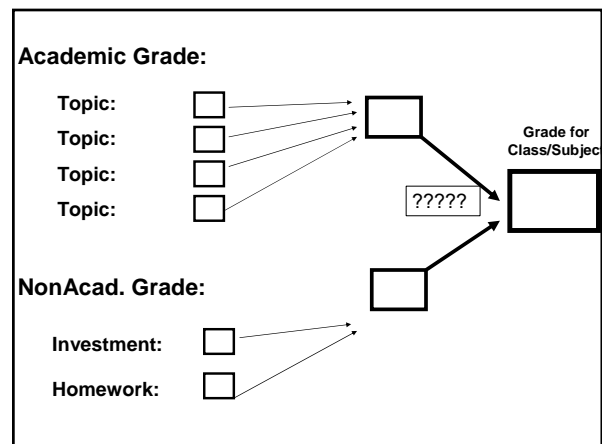 Academic Grade:
Topic:
Topic:
Topic:
Topic:
Grade for
Class/Subject
?????
NonAcad. Grade:
Investment:
Homework: